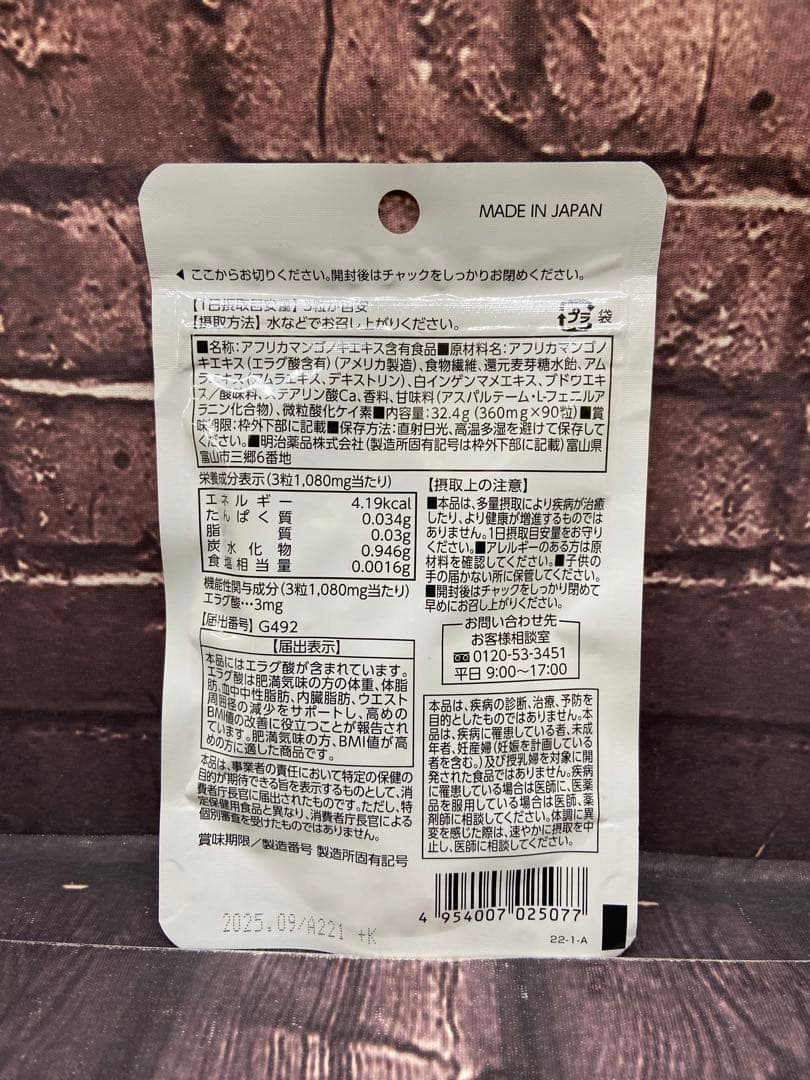 MADE IN JAPAN
◀ ここからお切りください。開封後はチャックをしっかりお閉めください。
【1日摂取目安量】3粒が目安
【摂取方法】水などでお召し上がりください。
プラ 袋
■名称:アフリカマンゴノキエキス含有食品■原材料名:アフリカマンゴノ
キエキス(エラグ酸含有)(アメリカ製造)、食物繊維、還元麦芽糖水飴、アム
ラエキス(アムラエキス、デキストリン)、白インゲンマメエキス、ブドウエキ
ス/酸味料、ステアリン酸Ca、香料、甘味料(アスパルテーム・L-フェニルア
ラニン化合物)、微粒酸化ケイ素■内容量:32.4g(360mg×90粒)■賞
味期限:枠外下部に記載■保存方法:直射日光、高温多湿を避けて保存して
ください。■明治薬品株式会社(製造所固有記号は枠外下部に記載)富山県
富山市三郷6番地
栄養成分表示(3粒1,080mg当たり)
エネルギー 4.19kcal
たんぱく質 0.034g
脂質 0.03g
炭水化物 0.946g
食塩相当量 0.0016g
機能性関与成分(3粒1,080mg当たり)
エラグ酸…3mg
【届出番号】G492
【届出表示】
本品にはエラグ酸が含まれています。
エラグ酸は肥満気味の方の体重、体脂
肪、血中中性脂肪、内臓脂肪、ウエスト
周囲径の減少をサポートし、高めの
BMI値の改善に役立つことが報告され
ています。肥満気味の方、BMI値が高
めの方に適した商品です。
本品は、事業者の責任において特定の保健の
目的が期待できる旨を表示するものとして、消
費者庁長官に届出されたものです。ただし、特
定保健用食品と異なり、消費者庁長官による
個別審査を受けたものではありません。
賞味期限/製造番号 製造所固有記号
2025.09/A221 +K
【摂取上の注意】
■本品は、多量摂取により疾病が治癒
したり、より健康が増進するものでは
ありません。1日摂取目安量をお守り
ください。■アレルギーのある方は原
材料を確認してください。■子供の
手の届かない所に保管してください。
■開封後はチャックをしっかり閉めて
早めにお召し上がりください。
お問い合わせ先
お客様相談室
0120-53-3451
平日 9:00~17:00
本品は、疾病の診断、治療、予防を
目的としたものではありません。本
品は、疾病に罹患している者、未成
年者、妊産婦(妊娠を計画している
者を含む。)及び授乳婦を対象に開
発された食品ではありません。疾病
に罹患している場合は医師に、医薬
品を服用している場合は医師、薬
剤師に相談してください。体調に異
変を感じた際は、速やかに摂取を中
止し、医師に相談してください。
4 954007 025077
22-1-A